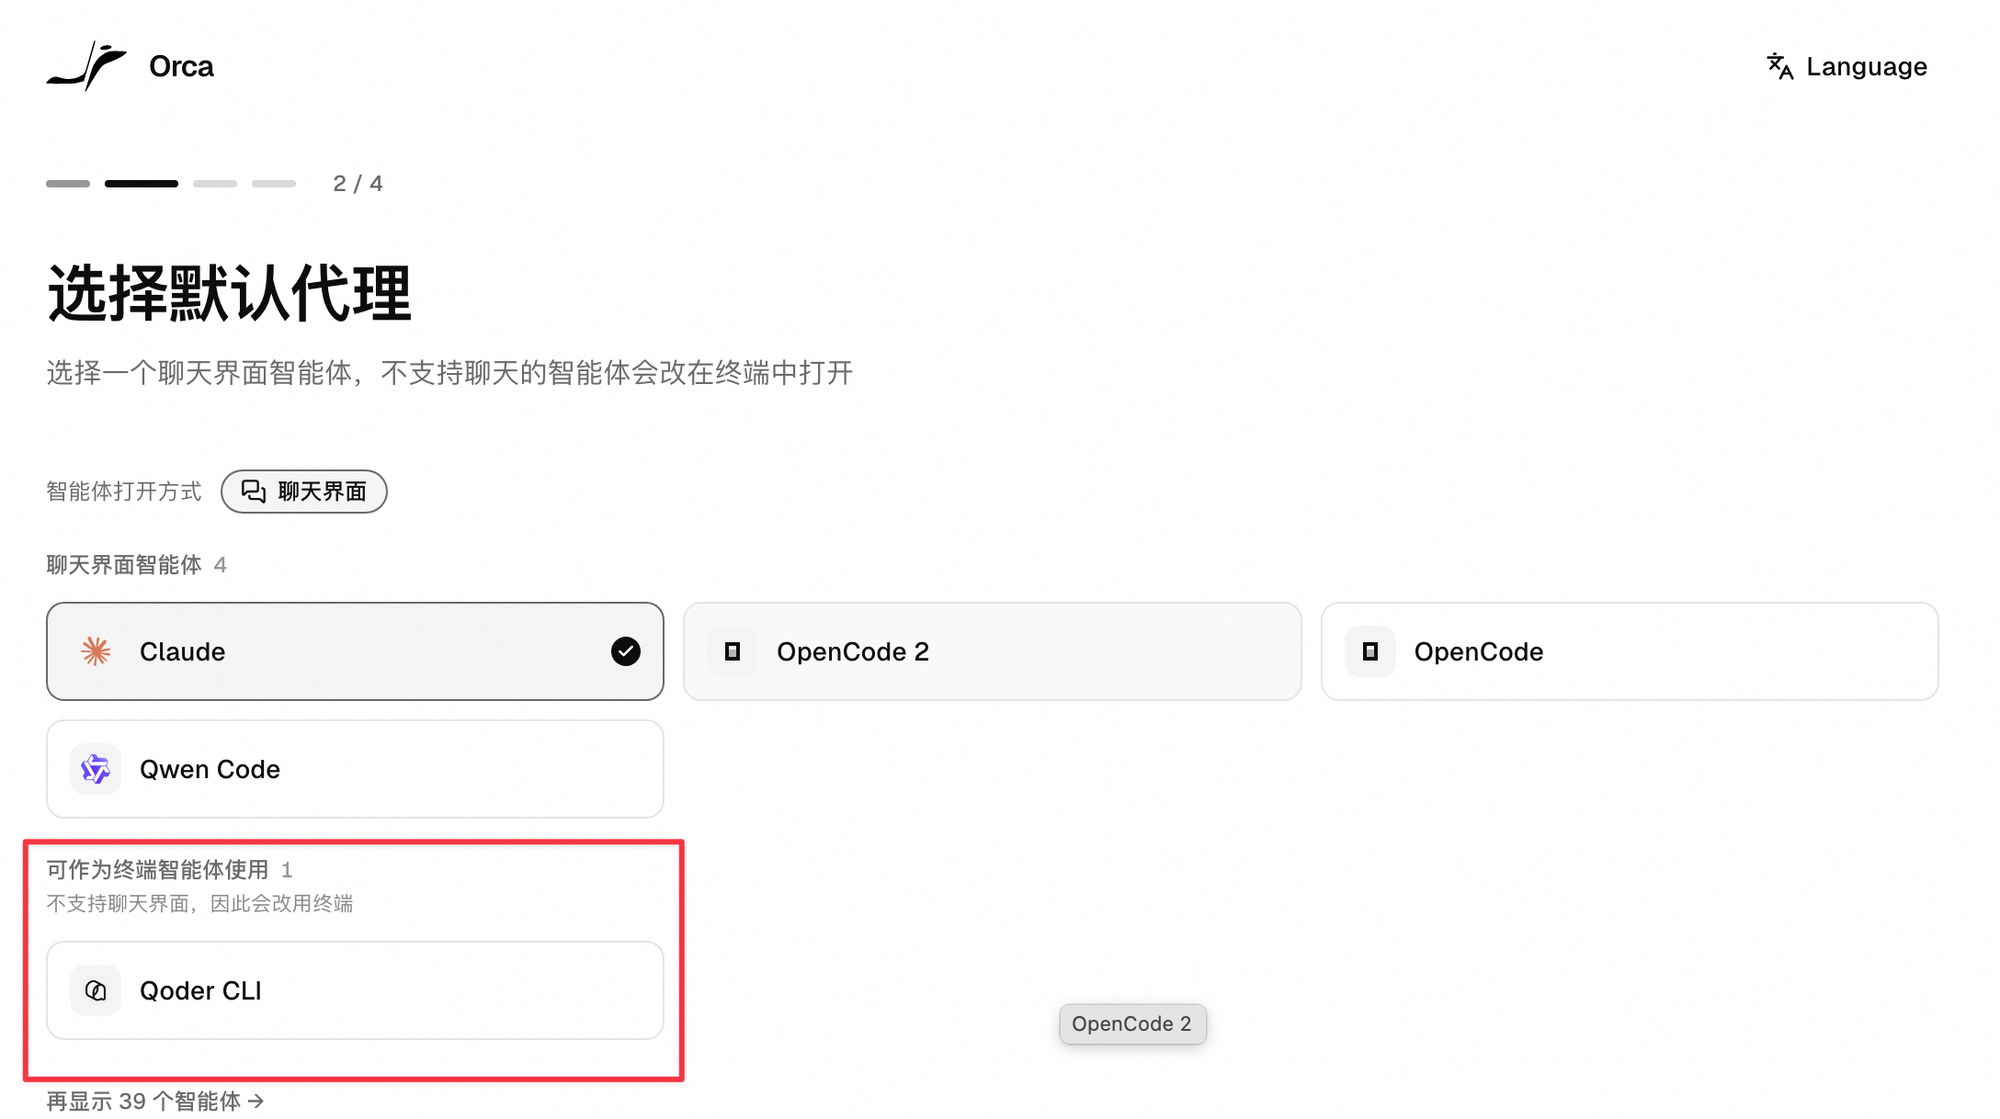 Orca
Language
2 / 4
选择默认代理
选择一个聊天界面智能体，不支持聊天的智能体会改在终端中打开
智能体打开方式 聊天界面
聊天界面智能体 4
Claude
OpenCode 2
OpenCode
Qwen Code
可作为终端智能体使用 1
不支持聊天界面，因此会改用终端
Qoder CLI
OpenCode 2
再显示 39 个智能体 →